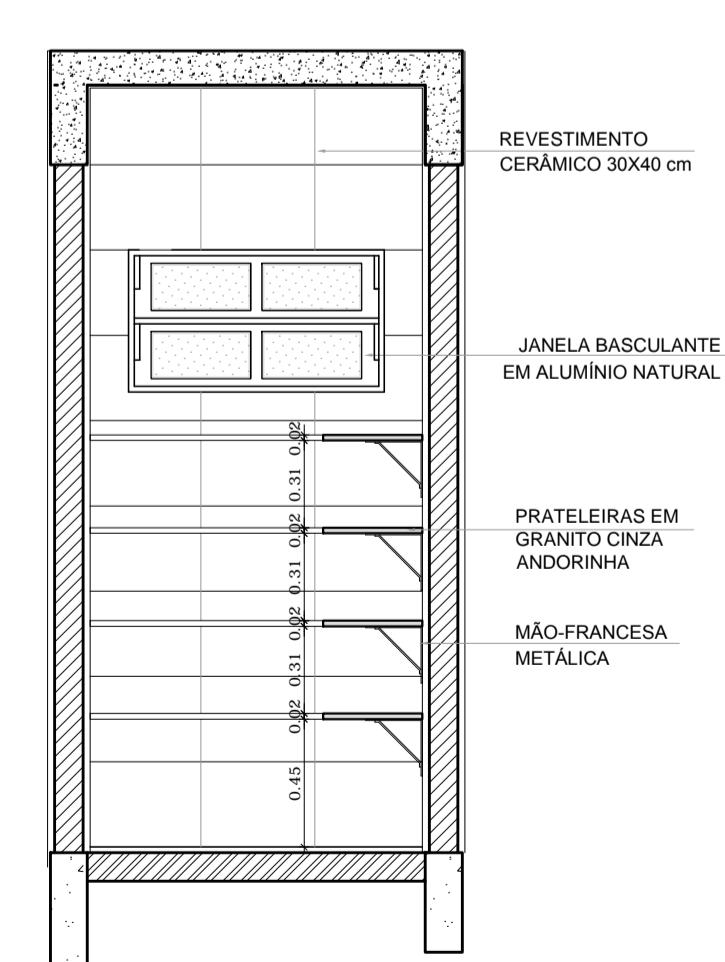 REVESTIMENTO
CERÂMICO 30X40 cm
JANELA BASCULANTE
EM ALUMÍNIO NATURAL
0.02
0.31
0.02
0.31
0.02
0.31
0.02
0.45
PRATELEIRAS EM
GRANITO CINZA
ANDORINHA
MÃO-FRANCESA
METÁLICA